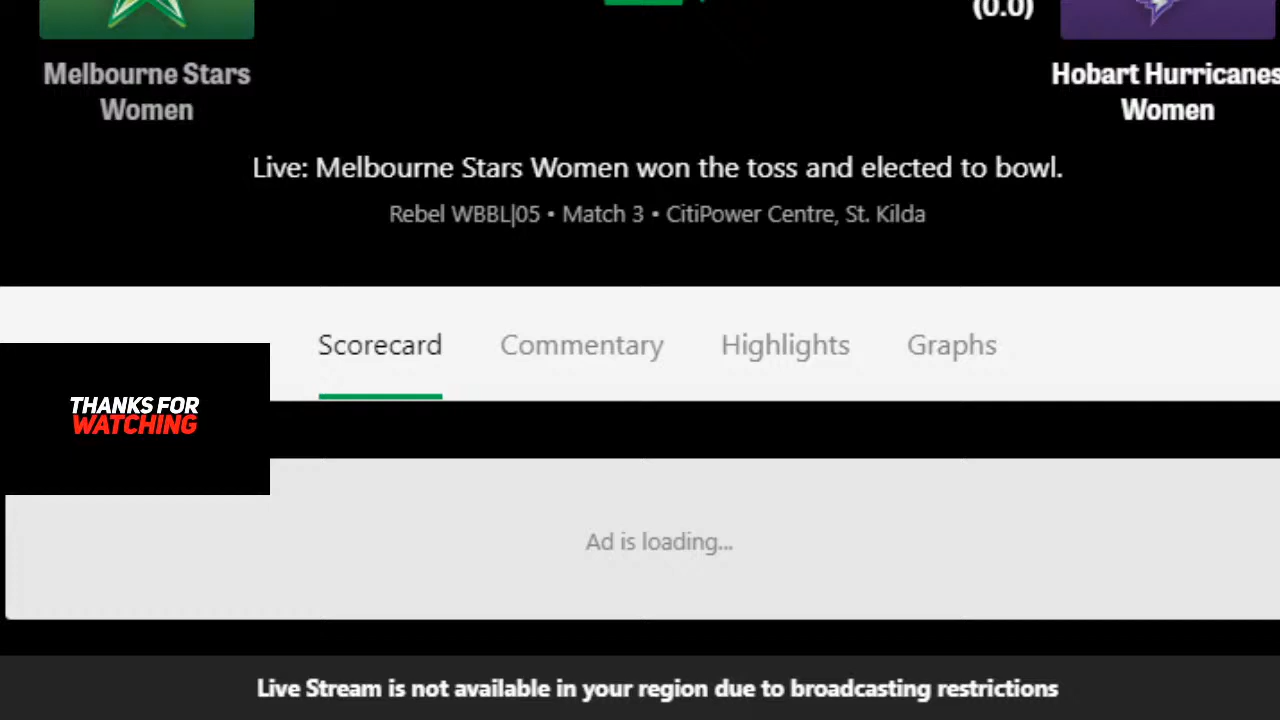 (0.0)
Melbourne Stars
Women
Hobart Hurricanes
Women
Live: Melbourne Stars Women won the toss and elected to bowl.
Rebel WBBL|05 • Match 3 • CitiPower Centre, St. Kilda
Scorecard Commentary Highlights Graphs
THANKS FOR
WATCHING
Ad is loading...
Live Stream is not available in your region due to broadcasting restrictions